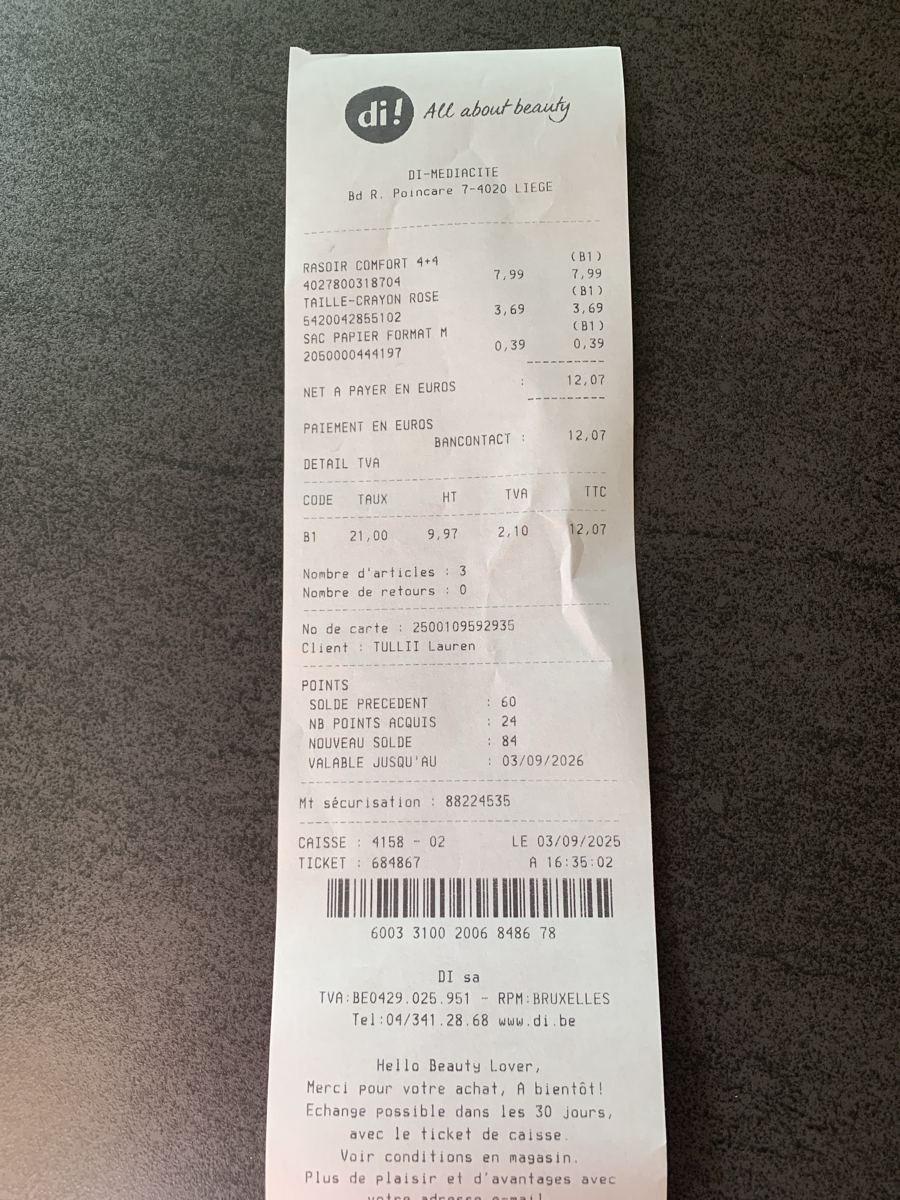 di! All about beauty
DI-MEDIACITE
Bd R. Poincare 7-4020 LIEGE
RASOIR COMFORT 4+4 (B1)
4027800318704 7,99 7,99
TAILLE-CRAYON ROSE (B1)
5420042855102 3,69 3,69
SAC PAPIER FORMAT M (B1)
2050000444197 0,39 0,39
NET A PAYER EN EUROS : 12,07
PAIEMENT EN EUROS
BANCONTACT : 12,07
DETAIL TVA
CODE TAUX HT TVA TTC
B1 21,00 9,97 2,10 12,07
Nombre d'articles : 3
Nombre de retours : 0
No de carte : 2500109592935
Client : TULLII Lauren
POINTS
SOLDE PRECEDENT : 60
NB POINTS ACQUIS : 24
NOUVEAU SOLDE : 84
VALABLE JUSQU'AU : 03/09/2026
Mt sécurisation : 88224535
CAISSE : 4158 - 02 LE 03/09/2025
TICKET : 684867 A 16:35:02
6003 3100 2006 8486 78
DI sa
TVA:BE0429.025.951 - RPM:BRUXELLES
Tel:04/341.28.68 www.di.be
Hello Beauty Lover,
Merci pour votre achat, A bientôt!
Echange possible dans les 30 jours,
avec le ticket de caisse.
Voir conditions en magasin.
Plus de plaisir et d'avantages avec
votre adresse e-mail